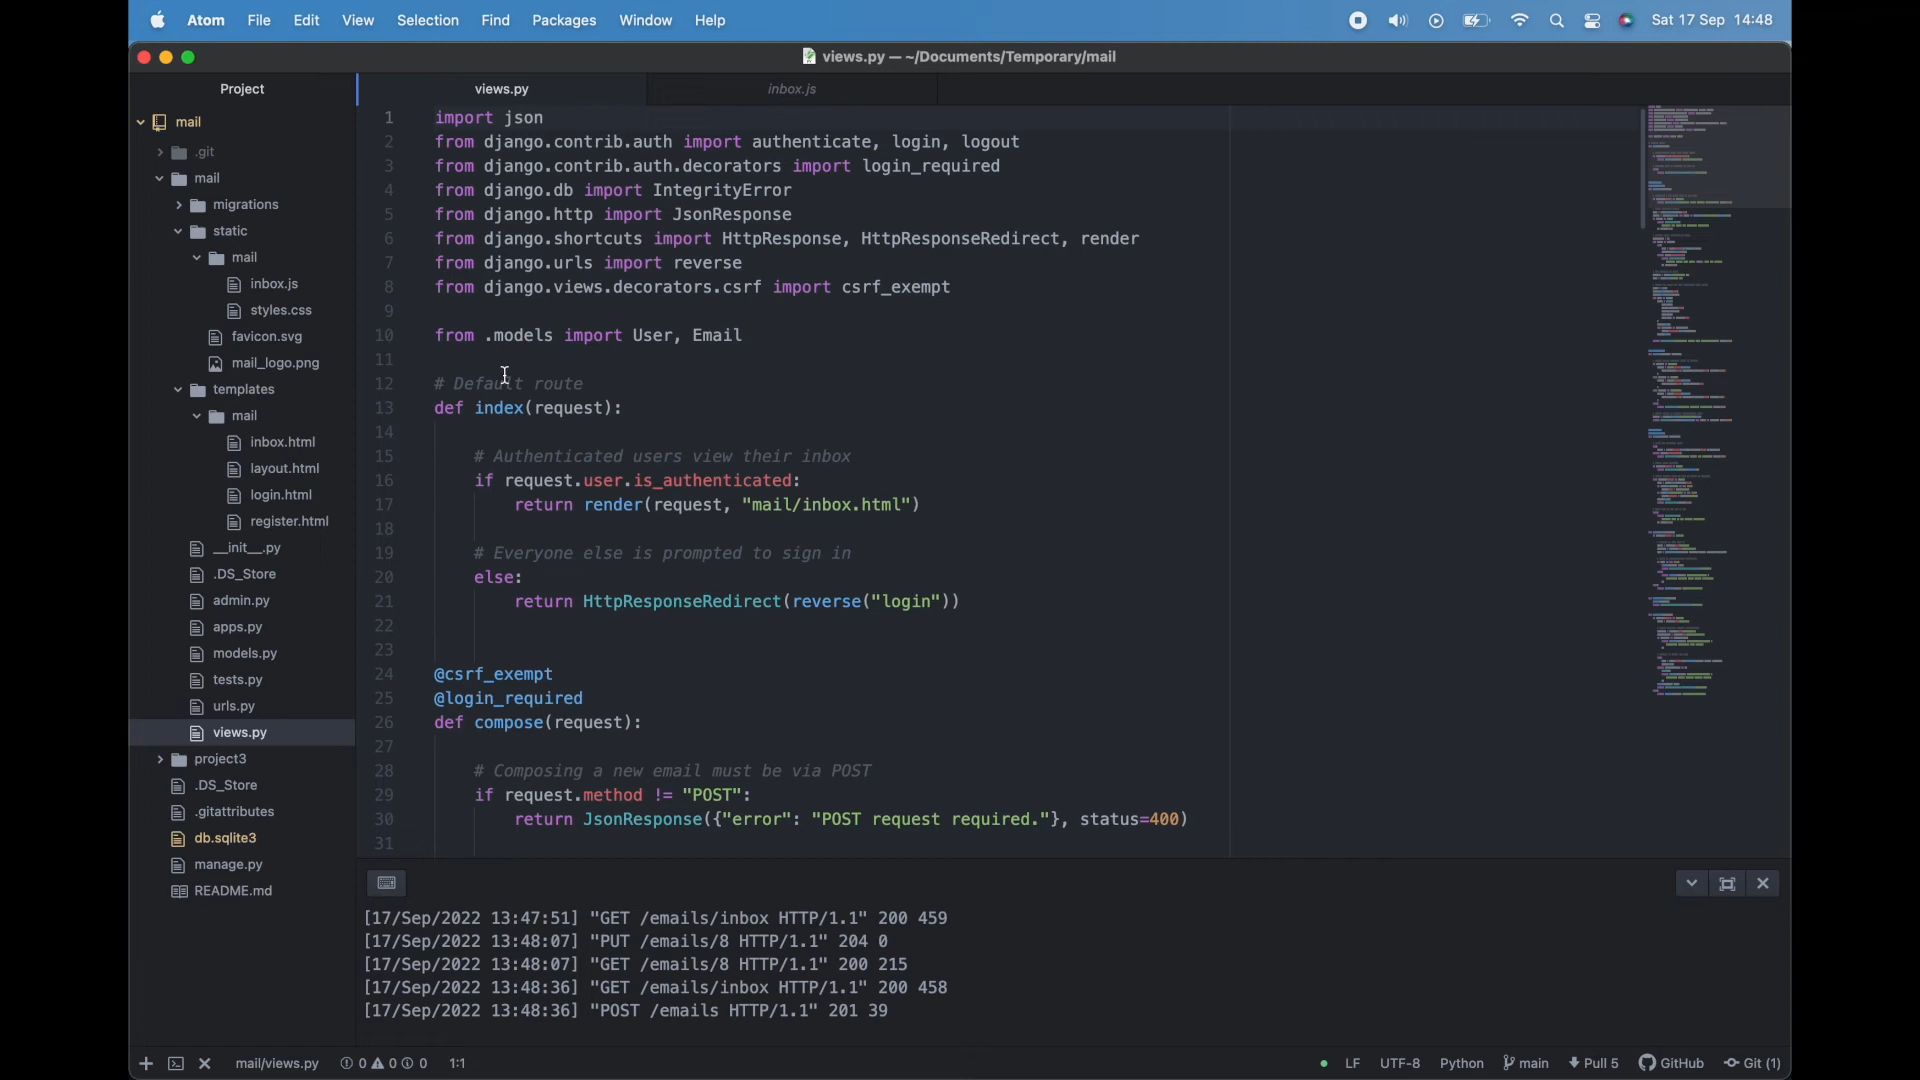 Atom File Edit View Selection Find Packages Window Help Sat 17 Sep 14:48
views.py — ~/Documents/Temporary/mail
Project
mail
.git
mail
migrations
static
mail
inbox.js
styles.css
favicon.svg
mail_logo.png
templates
mail
inbox.html
layout.html
login.html
register.html
__init__.py
.DS_Store
admin.py
apps.py
models.py
tests.py
urls.py
views.py
project3
.DS_Store
.gitattributes
db.sqlite3
manage.py
README.md
views.py inbox.js
1 import json
2 from django.contrib.auth import authenticate, login, logout
3 from django.contrib.auth.decorators import login_required
4 from django.db import IntegrityError
5 from django.http import JsonResponse
6 from django.shortcuts import HttpResponse, HttpResponseRedirect, render
7 from django.urls import reverse
8 from django.views.decorators.csrf import csrf_exempt
9
10 from .models import User, Email
11
12 # Default route
13 def index(request):
14
15 # Authenticated users view their inbox
16 if request.user.is_authenticated:
17 return render(request, "mail/inbox.html")
18
19 # Everyone else is prompted to sign in
20 else:
21 return HttpResponseRedirect(reverse("login"))
22
23
24 @csrf_exempt
25 @login_required
26 def compose(request):
27
28 # Composing a new email must be via POST
29 if request.method != "POST":
30 return JsonResponse({"error": "POST request required."}, status=400)
31
[17/Sep/2022 13:47:51] "GET /emails/inbox HTTP/1.1" 200 459
[17/Sep/2022 13:48:07] "PUT /emails/8 HTTP/1.1" 204 0
[17/Sep/2022 13:48:07] "GET /emails/8 HTTP/1.1" 200 215
[17/Sep/2022 13:48:36] "GET /emails/inbox HTTP/1.1" 200 458
[17/Sep/2022 13:48:36] "POST /emails HTTP/1.1" 201 39
mail/views.py 0 0 0 1:1 LF UTF-8 Python main Pull 5 GitHub Git (1)